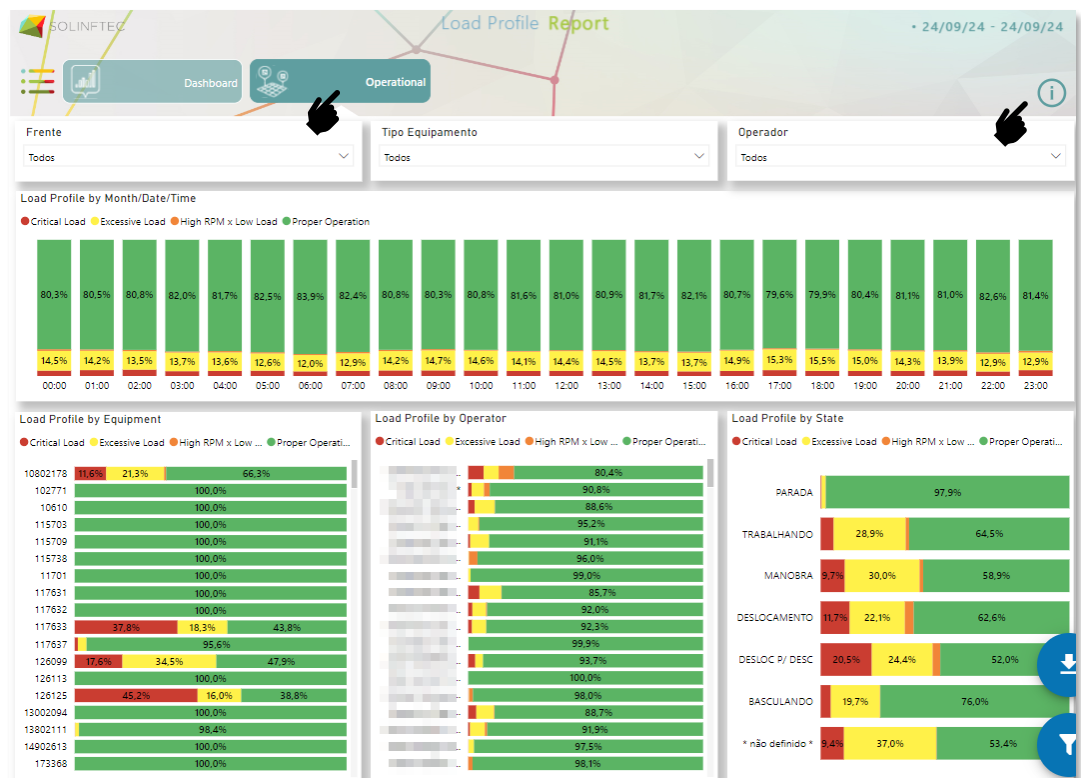 SOLINFTEC
Load Profile Report
• 24/09/24 - 24/09/24
Dashboard
Operational
i
Frente
Todos
Tipo Equipamento
Todos
Operador
Todos
Load Profile by Month/Date/Time
Critical Load Excessive Load High RPM x Low Load Proper Operation
80,3% 80,5% 80,8% 82,0% 81,7% 82,5% 83,9% 82,4% 80,8% 80,3% 80,8% 81,6% 81,0% 80,9% 81,7% 82,1% 80,7% 79,6% 79,9% 80,4% 81,1% 81,0% 82,6% 81,4%
14,5% 14,2% 13,5% 13,7% 13,6% 12,6% 12,0% 12,9% 14,2% 14,7% 14,6% 14,1% 14,4% 14,5% 13,7% 13,7% 14,9% 15,3% 15,5% 15,0% 14,3% 13,9% 12,9% 12,9%
00:00 01:00 02:00 03:00 04:00 05:00 06:00 07:00 08:00 09:00 10:00 11:00 12:00 13:00 14:00 15:00 16:00 17:00 18:00 19:00 20:00 21:00 22:00 23:00
Load Profile by Equipment
Critical Load Excessive Load High RPM x Low ... Proper Operati...
10802178 11,6% 21,3% 66,3%
102771 100,0%
10610 100,0%
115703 100,0%
115709 100,0%
115738 100,0%
11701 100,0%
117631 100,0%
117632 100,0%
117633 37,8% 18,3% 43,8%
117637 95,6%
126099 17,6% 34,5% 47,9%
126113 100,0%
126125 45,2% 16,0% 38,8%
13002094 100,0%
13802111 98,4%
14902613 100,0%
173368 100,0%
Load Profile by Operator
Critical Load Excessive Load High RPM x Low ... Proper Operati...
80,4%
90,8%
88,6%
95,2%
91,1%
96,0%
99,0%
85,7%
92,0%
92,3%
99,9%
93,7%
100,0%
98,0%
88,7%
91,9%
97,5%
98,1%
Load Profile by State
Critical Load Excessive Load High RPM x Low ... Proper Operati...
PARADA 97,9%
TRABALHANDO 28,9% 64,5%
MANOBRA 9,7% 30,0% 58,9%
DESLOCAMENTO 11,7% 22,1% 62,6%
DESLOC P/ DESC 20,5% 24,4% 52,0%
BASCULANDO 19,7% 76,0%
* não definido * 9,4% 37,0% 53,4%